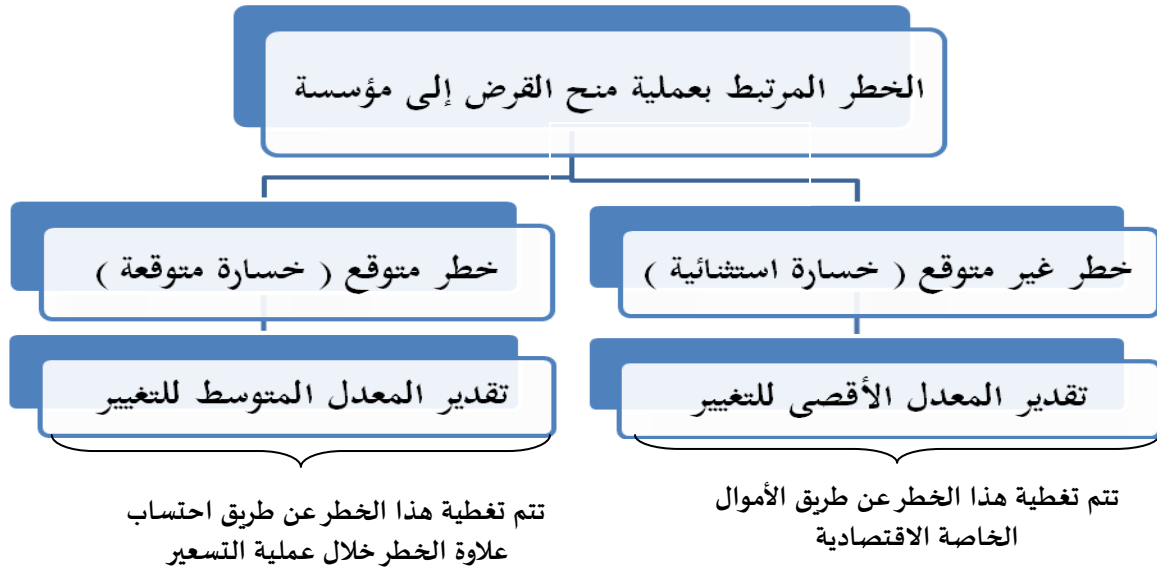 الخطر المرتبط بعملية منح القرض إلى مؤسسة
خطر غير متوقع ( خسارة استثنائية )
خطر متوقع ( خسارة متوقعة )
تقدير المعدل الأقصى للتغيير
تقدير المعدل المتوسط للتغيير
تتم تغطية هذا الخطر عن طريق الأموال
الخاصة الاقتصادية
تتم تغطية هذا الخطر عن طريق احتساب
علاوة الخطر خلال عملية التسعير